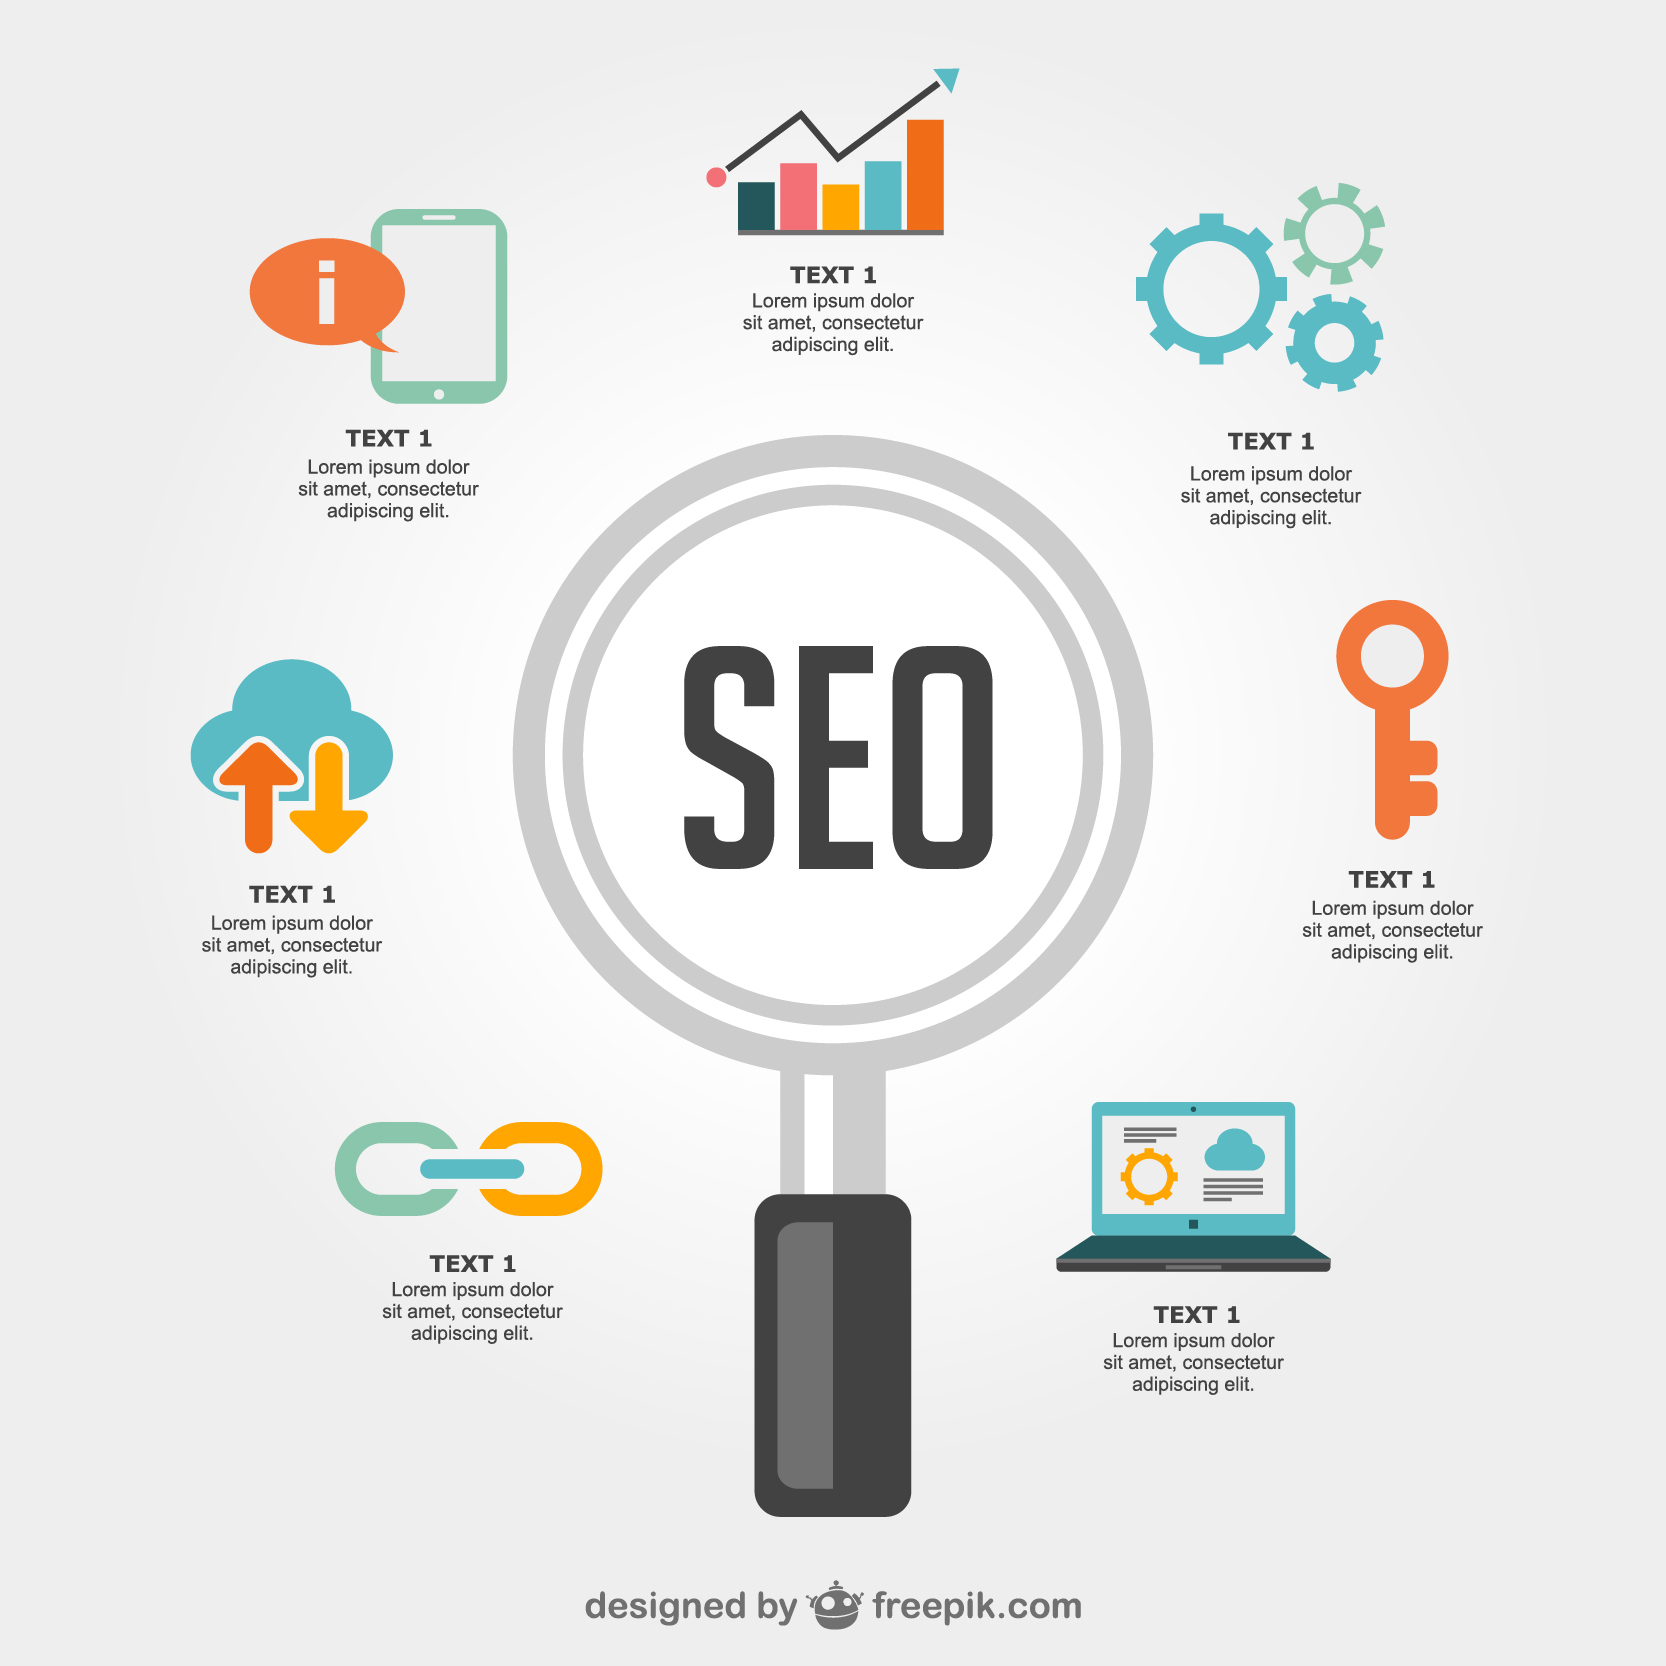 TEXT 1
Lorem ipsum dolor
sit amet, consectetur
adipiscing elit.
i
TEXT 1
Lorem ipsum dolor
sit amet, consectetur
adipiscing elit.
TEXT 1
Lorem ipsum dolor
sit amet, consectetur
adipiscing elit.
SEO
TEXT 1
Lorem ipsum dolor
sit amet, consectetur
adipiscing elit.
TEXT 1
Lorem ipsum dolor
sit amet, consectetur
adipiscing elit.
TEXT 1
Lorem ipsum dolor
sit amet, consectetur
adipiscing elit.
TEXT 1
Lorem ipsum dolor
sit amet, consectetur
adipiscing elit.
designed by freepik.com